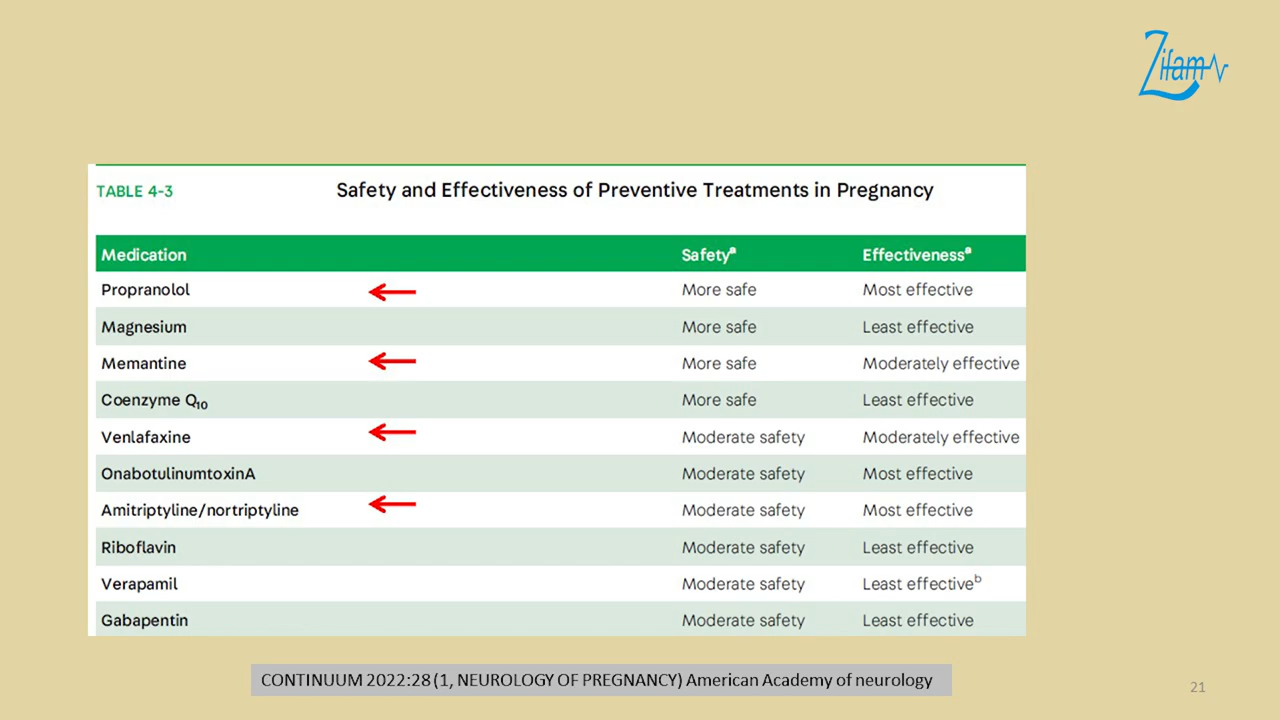 Zifam
TABLE 4-3 Safety and Effectiveness of Preventive Treatments in Pregnancy
Medication Safetyᵃ Effectivenessᵃ
Propranolol More safe Most effective
Magnesium More safe Least effective
Memantine More safe Moderately effective
Coenzyme Q₁₀ More safe Least effective
Venlafaxine Moderate safety Moderately effective
OnabotulinumtoxinA Moderate safety Most effective
Amitriptyline/nortriptyline Moderate safety Most effective
Riboflavin Moderate safety Least effective
Verapamil Moderate safety Least effectiveᵇ
Gabapentin Moderate safety Least effective
CONTINUUM 2022:28 (1, NEUROLOGY OF PREGNANCY) American Academy of neurology
21